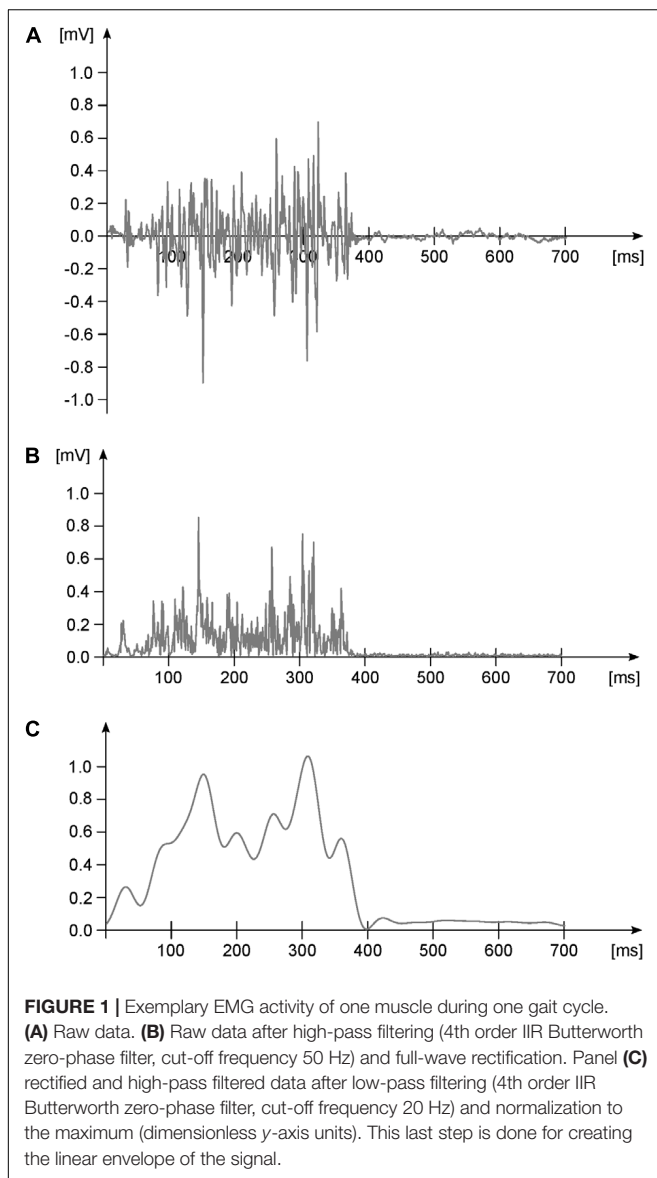 A [mV]
1.0
0.8
0.6
0.4
0.2
0.0
100 200 300 400 500 600 700
[ms]
-0.2
-0.4
-0.6
-0.8
-1.0
B [mV]
1.0
0.8
0.6
0.4
0.2
0.0
100 200 300 400 500 600 700
[ms]
C
1.0
0.8
0.6
0.4
0.2
0.0
100 200 300 400 500 600 700
[ms]
FIGURE 1 | Exemplary EMG activity of one muscle during one gait cycle.
(A) Raw data. (B) Raw data after high-pass filtering (4th order IIR Butterworth
zero-phase filter, cut-off frequency 50 Hz) and full-wave rectification. Panel (C)
rectified and high-pass filtered data after low-pass filtering (4th order IIR
Butterworth zero-phase filter, cut-off frequency 20 Hz) and normalization to
the maximum (dimensionless y-axis units). This last step is done for creating
the linear envelope of the signal.